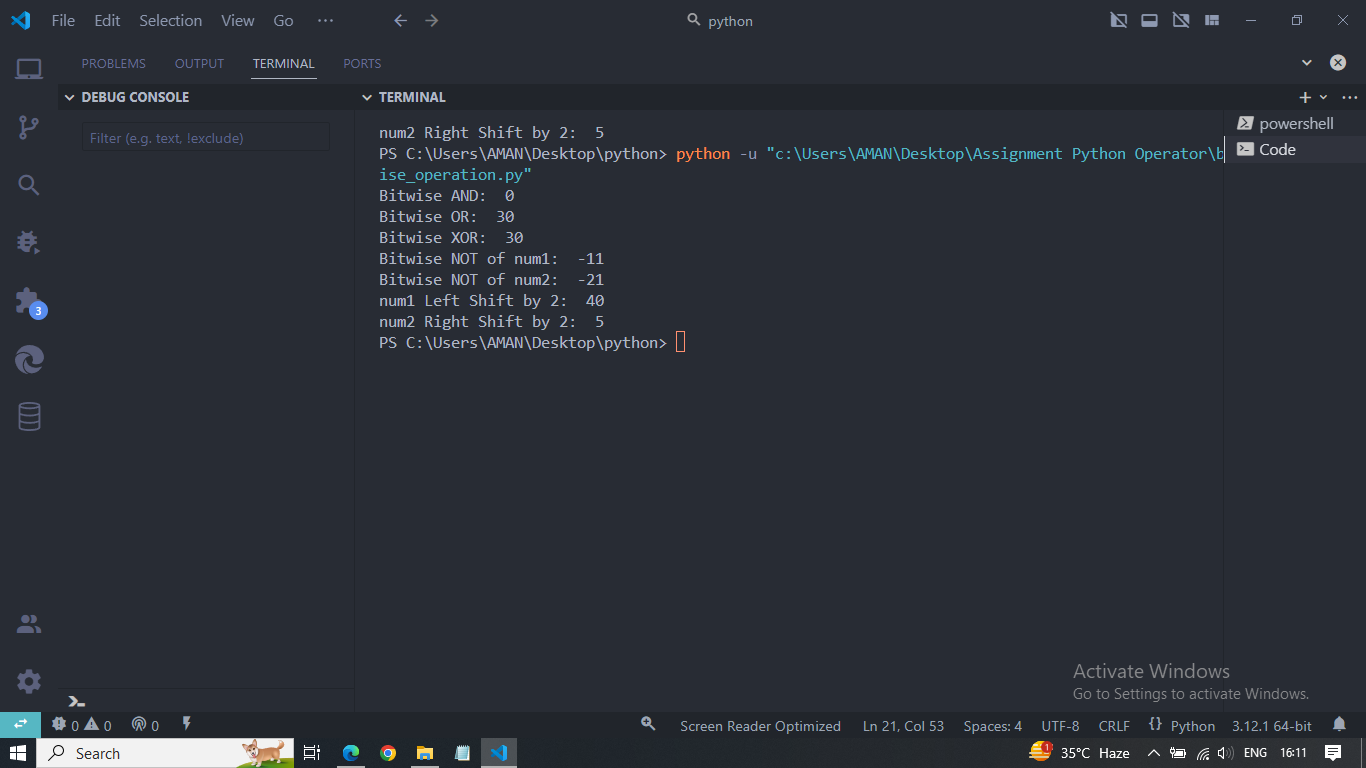 File Edit Selection View Go ··· python
PROBLEMS OUTPUT TERMINAL PORTS
DEBUG CONSOLE
Filter (e.g. text, !exclude)
TERMINAL
num2 Right Shift by 2:  5
PS C:\Users\AMAN\Desktop\python> python -u "c:\Users\AMAN\Desktop\Assignment Python Operator\b
ise_operation.py"
Bitwise AND:  0
Bitwise OR:  30
Bitwise XOR:  30
Bitwise NOT of num1:  -11
Bitwise NOT of num2:  -21
num1 Left Shift by 2:  40
num2 Right Shift by 2:  5
PS C:\Users\AMAN\Desktop\python>
powershell
Code
3
Activate Windows
Go to Settings to activate Windows.
0 0 0 Screen Reader Optimized Ln 21, Col 53 Spaces: 4 UTF-8 CRLF {} Python 3.12.1 64-bit
Search 1 35°C Haze ENG 16:11